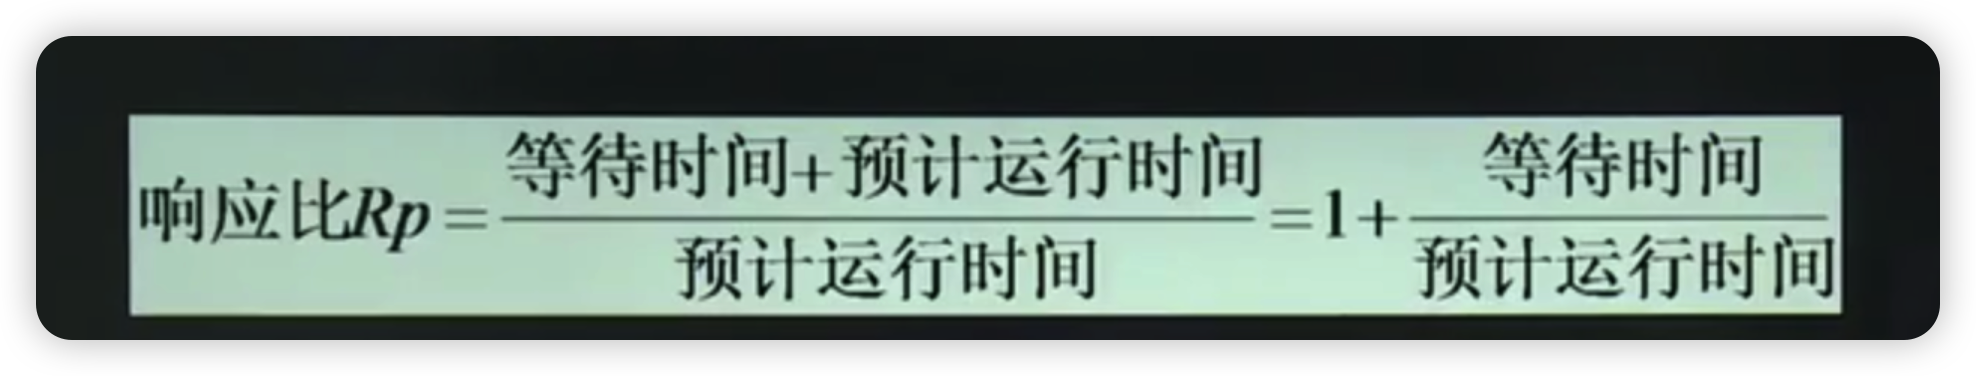 响应比Rp = 等待时间+预计运行时间 / 预计运行时间 = 1 + 等待时间 / 预计运行时间